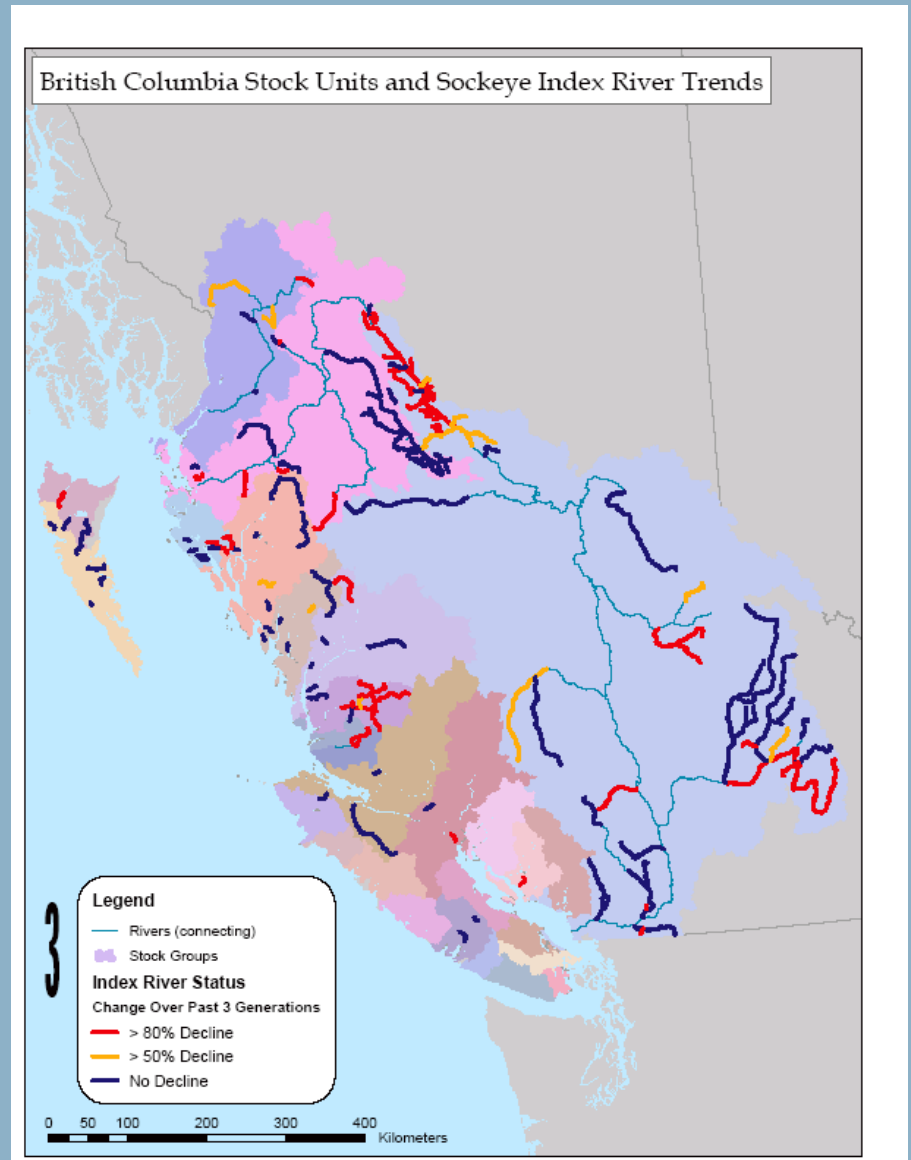 British Columbia Stock Units and Sockeye Index River Trends
3
Legend
Rivers (connecting)
Stock Groups
Index River Status
Change Over Past 3 Generations
> 80% Decline
> 50% Decline
No Decline
0 50 100 200 300 400
Kilometers